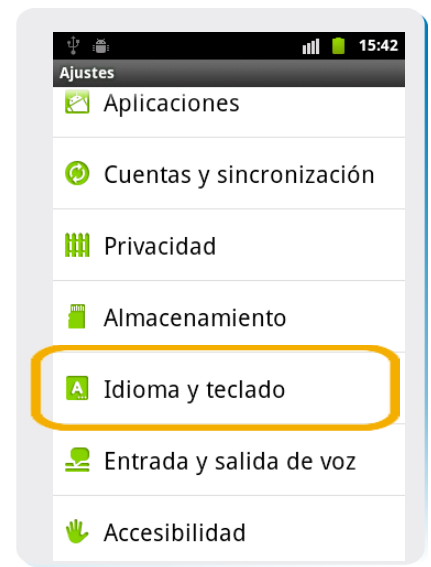 15:42
Ajustes
Aplicaciones
Cuentas y sincronización
Privacidad
Almacenamiento
A
Idioma y teclado
Entrada y salida de voz
Accesibilidad